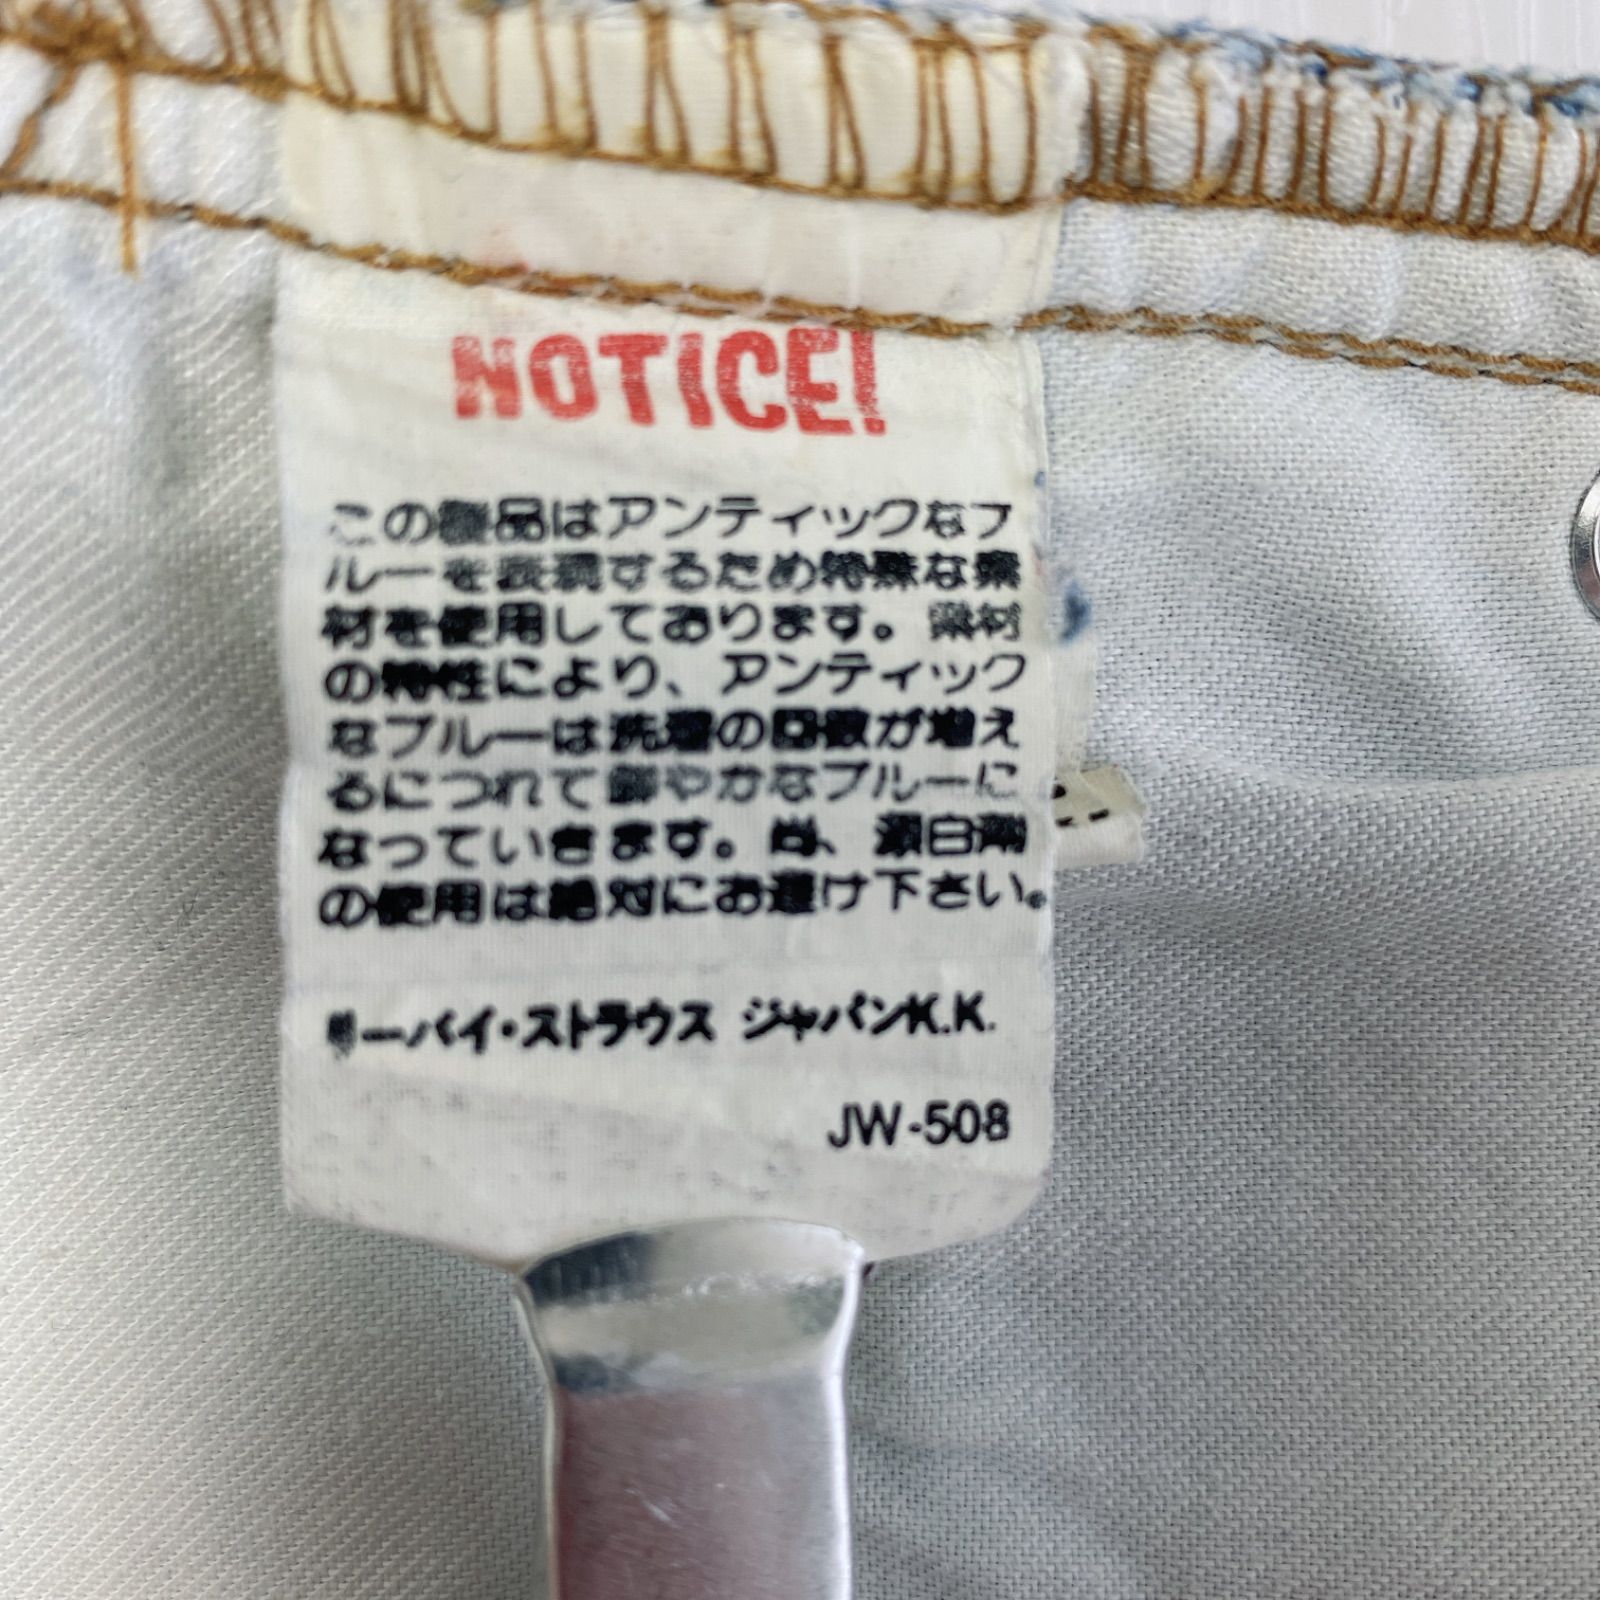 NOTICE!
この製品はアンティックなブ
ルーを表現するため特殊な素
材を使用しております。素材
の特性により、アンティック
なブルーは洗濯の回数が増え
るにつれて鮮やかなブルーに
なっていきます。尚、漂白剤
の使用は絶対にお避け下さい。
リーバイ・ストラウス ジャパンK.K.
JW-508